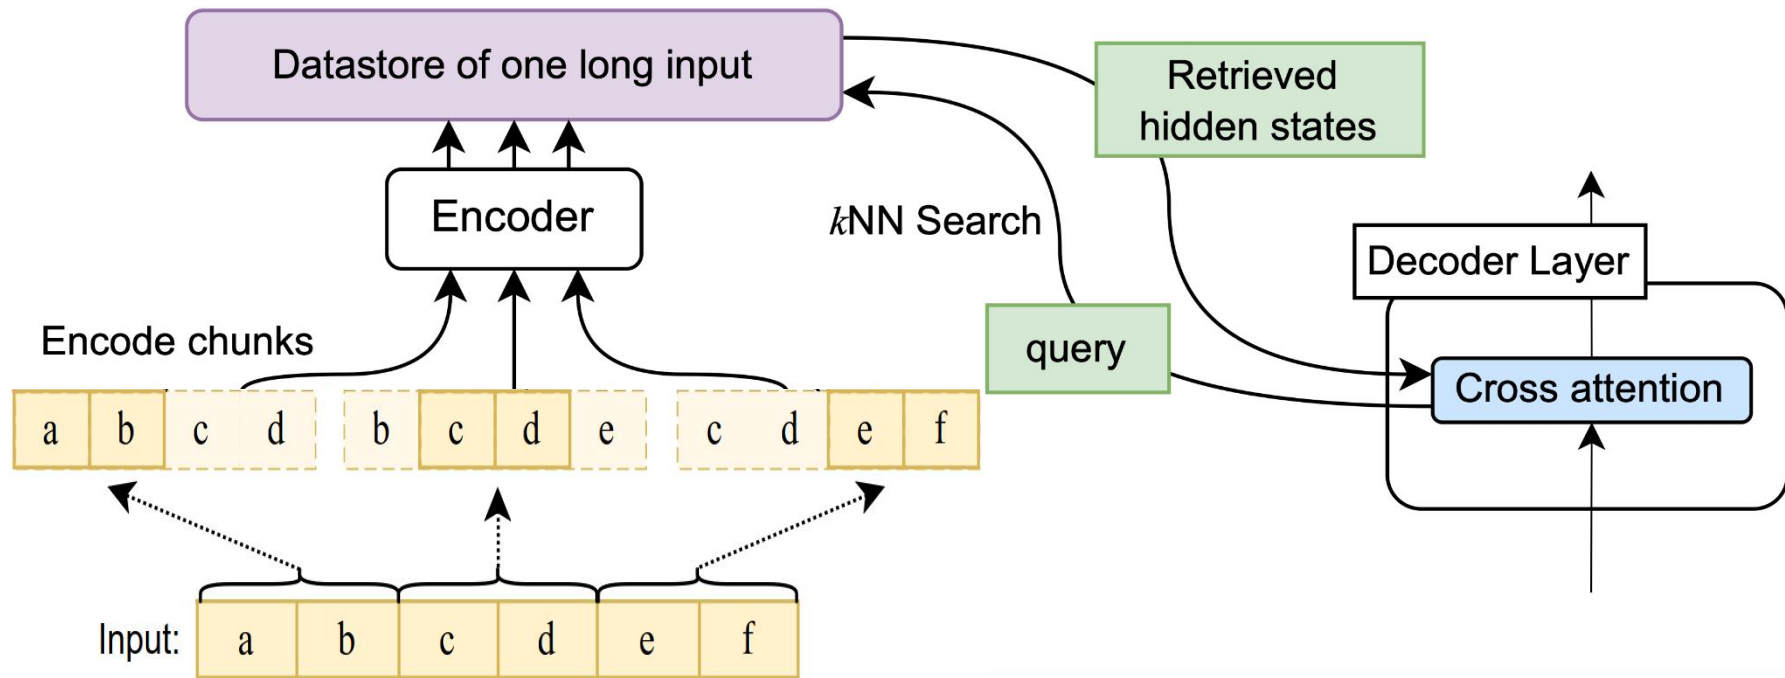 Datastore of one long input
Retrieved
hidden states
Encoder
kNN Search
Decoder Layer
Encode chunks
query
Cross attention
a b c d b c d e c d e f
Input: a b c d e f